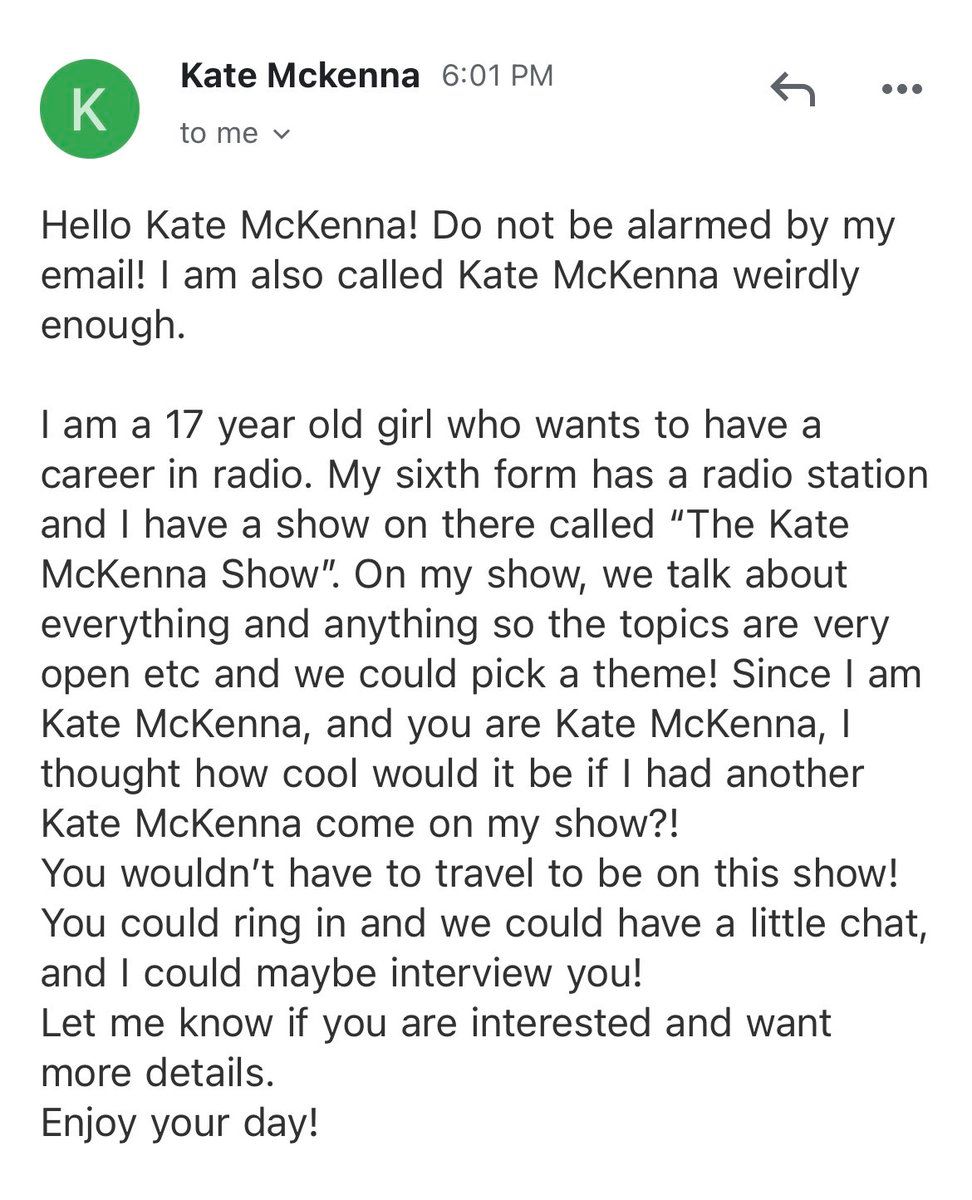 K
Kate Mckenna 6:01 PM
to me
Hello Kate McKenna! Do not be alarmed by my
email! I am also called Kate McKenna weirdly
enough.
I am a 17 year old girl who wants to have a
career in radio. My sixth form has a radio station
and I have a show on there called “The Kate
McKenna Show”. On my show, we talk about
everything and anything so the topics are very
open etc and we could pick a theme! Since I am
Kate McKenna, and you are Kate McKenna, I
thought how cool would it be if I had another
Kate McKenna come on my show?!
You wouldn’t have to travel to be on this show!
You could ring in and we could have a little chat,
and I could maybe interview you!
Let me know if you are interested and want
more details.
Enjoy your day!